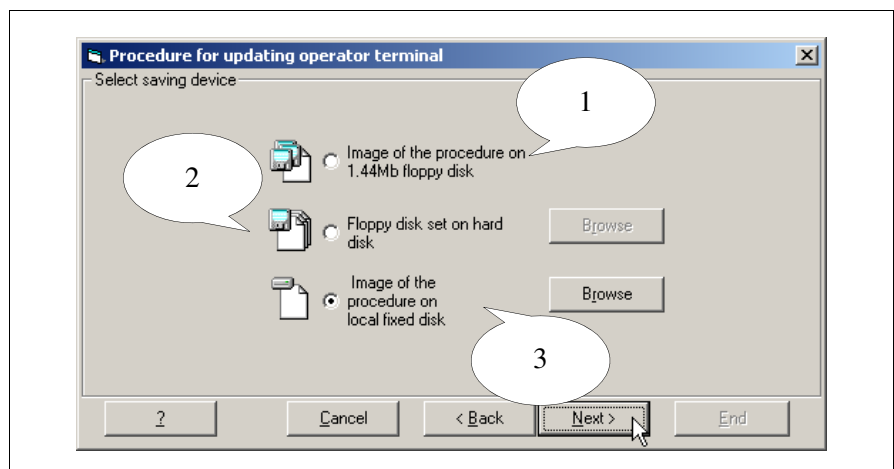 Procedure for updating operator terminal
Select saving device
1
Image of the procedure on
1.44Mb floppy disk
2
Floppy disk set on hard
disk
Browse
Image of the
procedure on
local fixed disk
Browse
3
?
Cancel
< Back
Next >
End